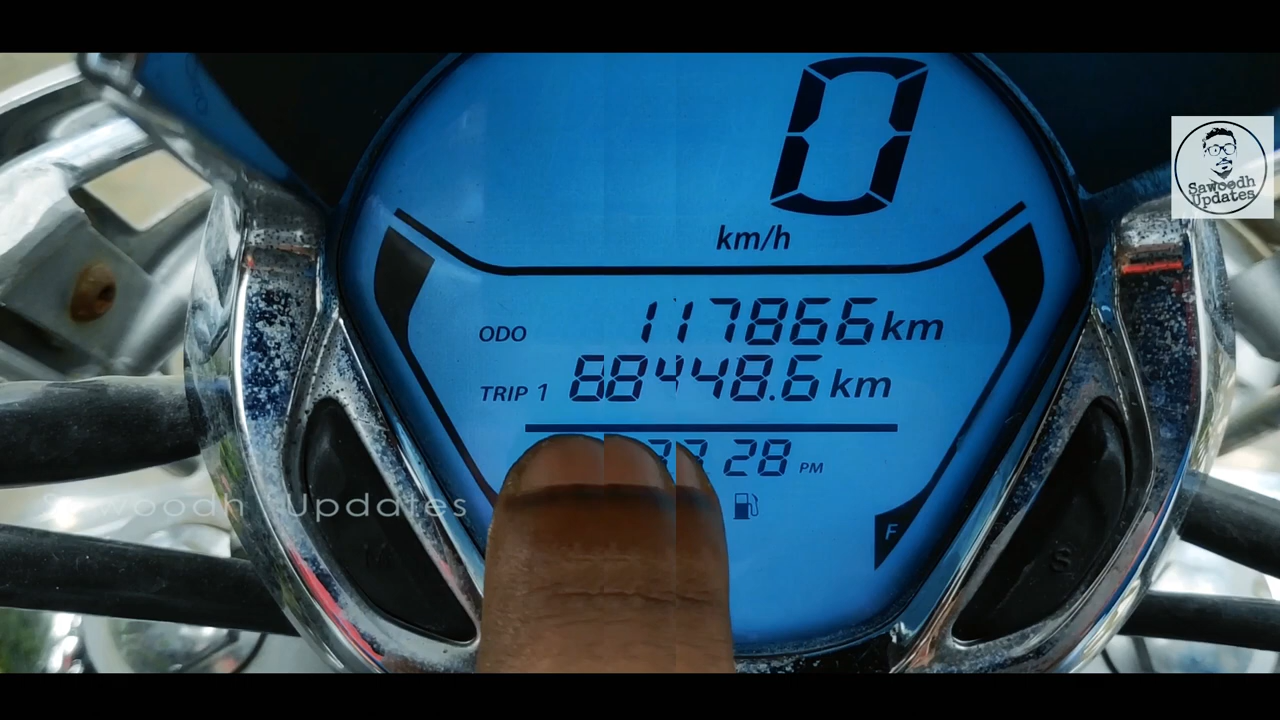 0
km/h
Sawoodh
Updates
ODO 117866 km
TRIP 1 68448.6 km
28 PM
Sawoodh Updates
F
M
S